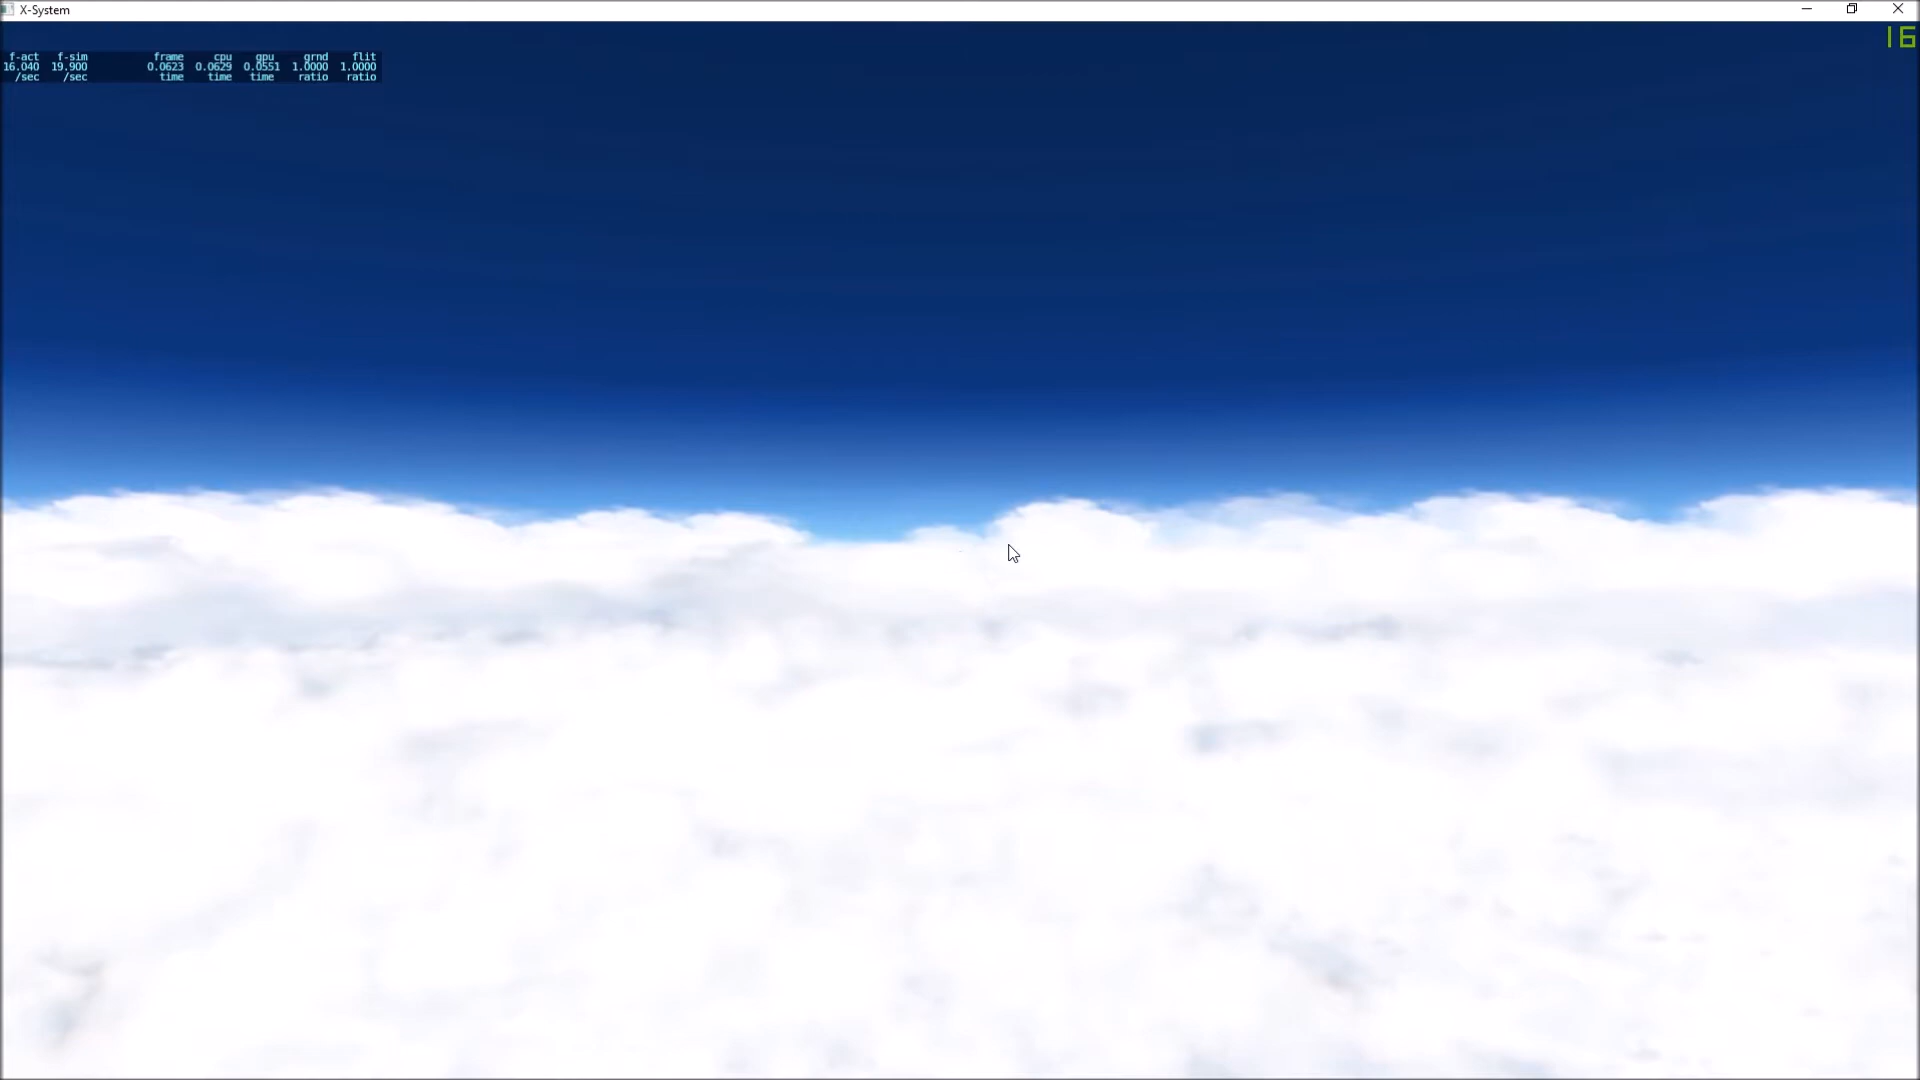 X-System
16
f-act f-sim frame cpu gpu grnd flit
16.040 19.900 0.0623 0.0629 0.0551 1.0000 1.0000
/sec /sec time time time ratio ratio